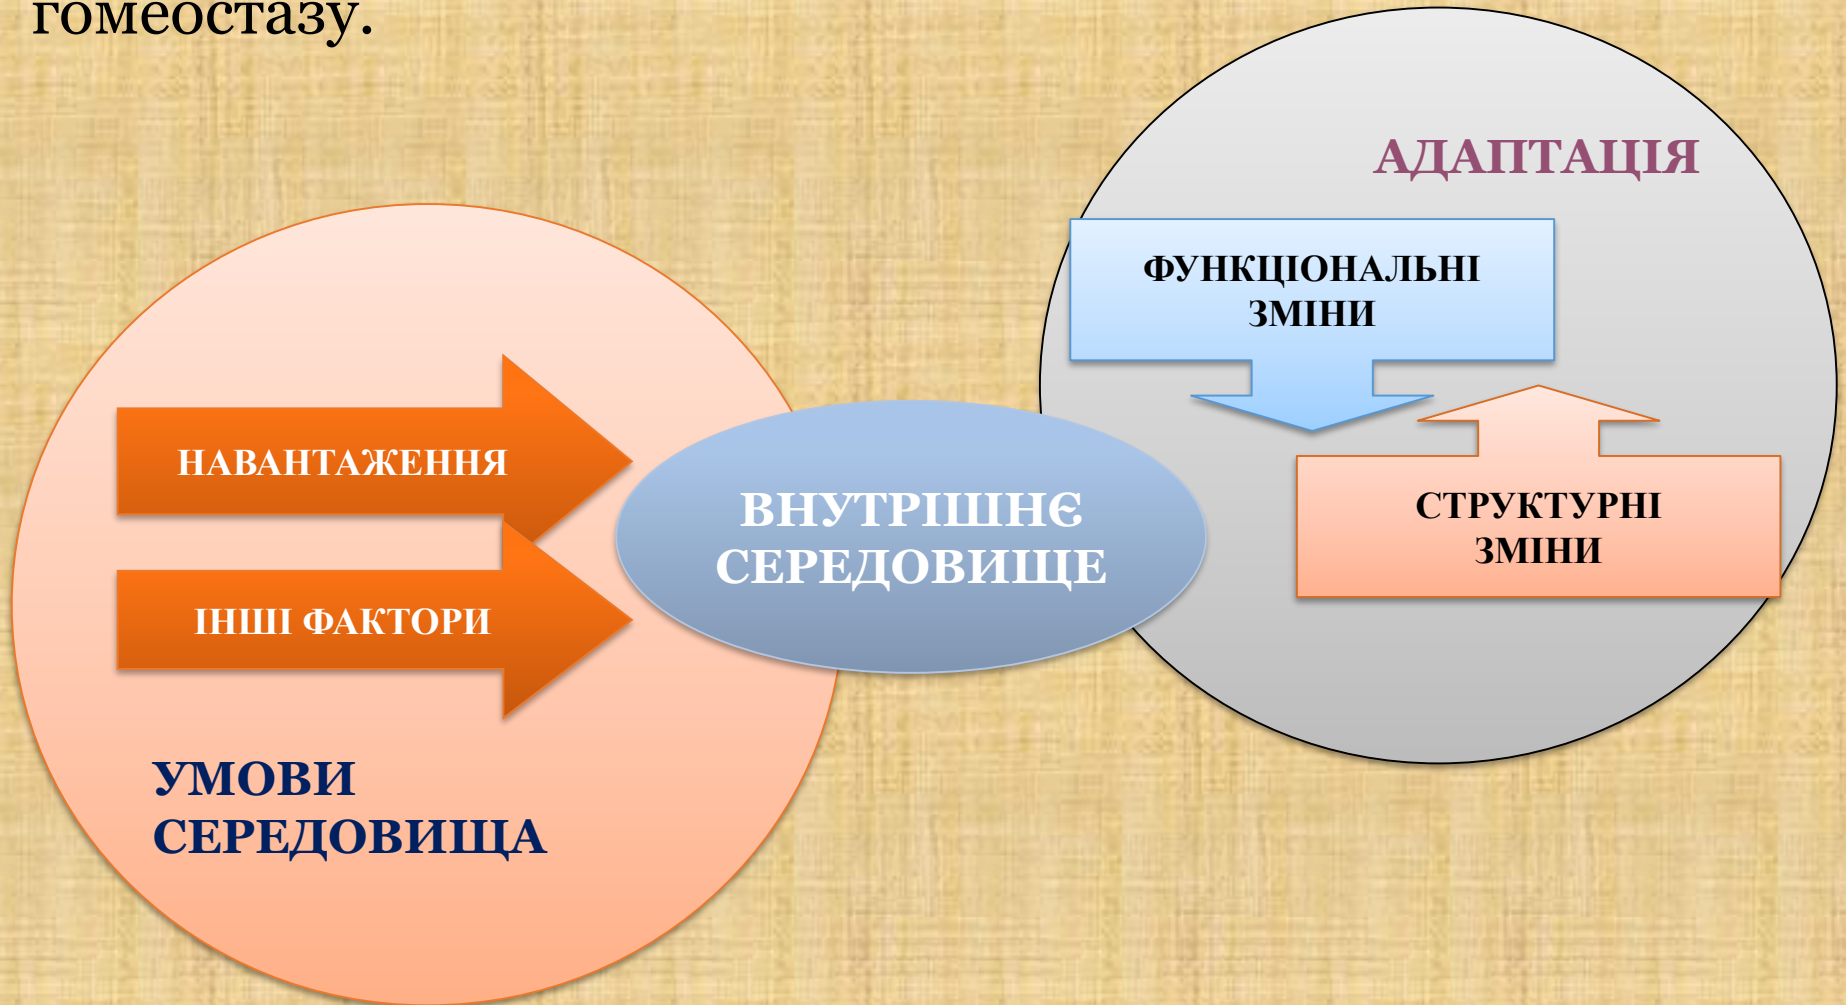 гомеостазу.
АДАПТАЦІЯ
ФУНКЦІОНАЛЬНІ
ЗМІНИ
НАВАНТАЖЕННЯ
ВНУТРІШНЄ
СЕРЕДОВИЩЕ
СТРУКТУРНІ
ЗМІНИ
ІНШІ ФАКТОРИ
УМОВИ
СЕРЕДОВИЩА